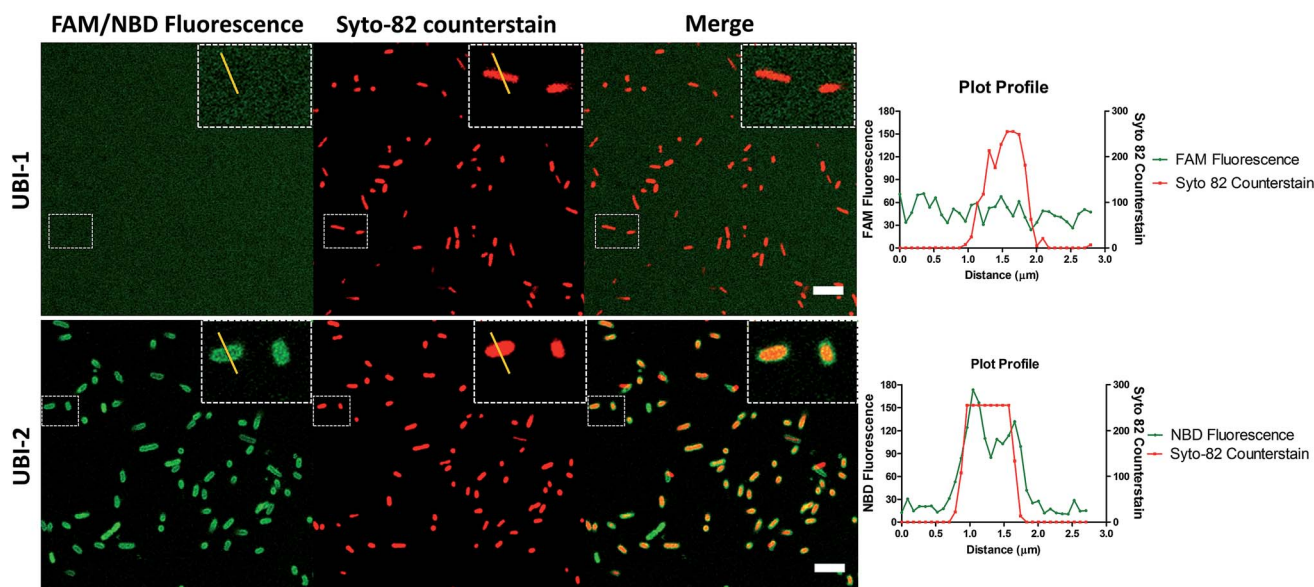 FAM/NBD Fluorescence Syto-82 counterstain Merge
UBI-1
Plot Profile
FAM Fluorescence
180
150
120
90
60
30
0
300
200
100
0
Syto 82 Counterstain
0.0 0.5 1.0 1.5 2.0 2.5 3.0
Distance (μm)
FAM Fluorescence
Syto 82 Counterstain
UBI-2
Plot Profile
NBD Fluorescence
180
150
120
90
60
30
0
300
200
100
0
Syto 82 Counterstain
0.0 0.5 1.0 1.5 2.0 2.5 3.0
Distance (μm)
NBD Fluorescence
Syto-82 Counterstain